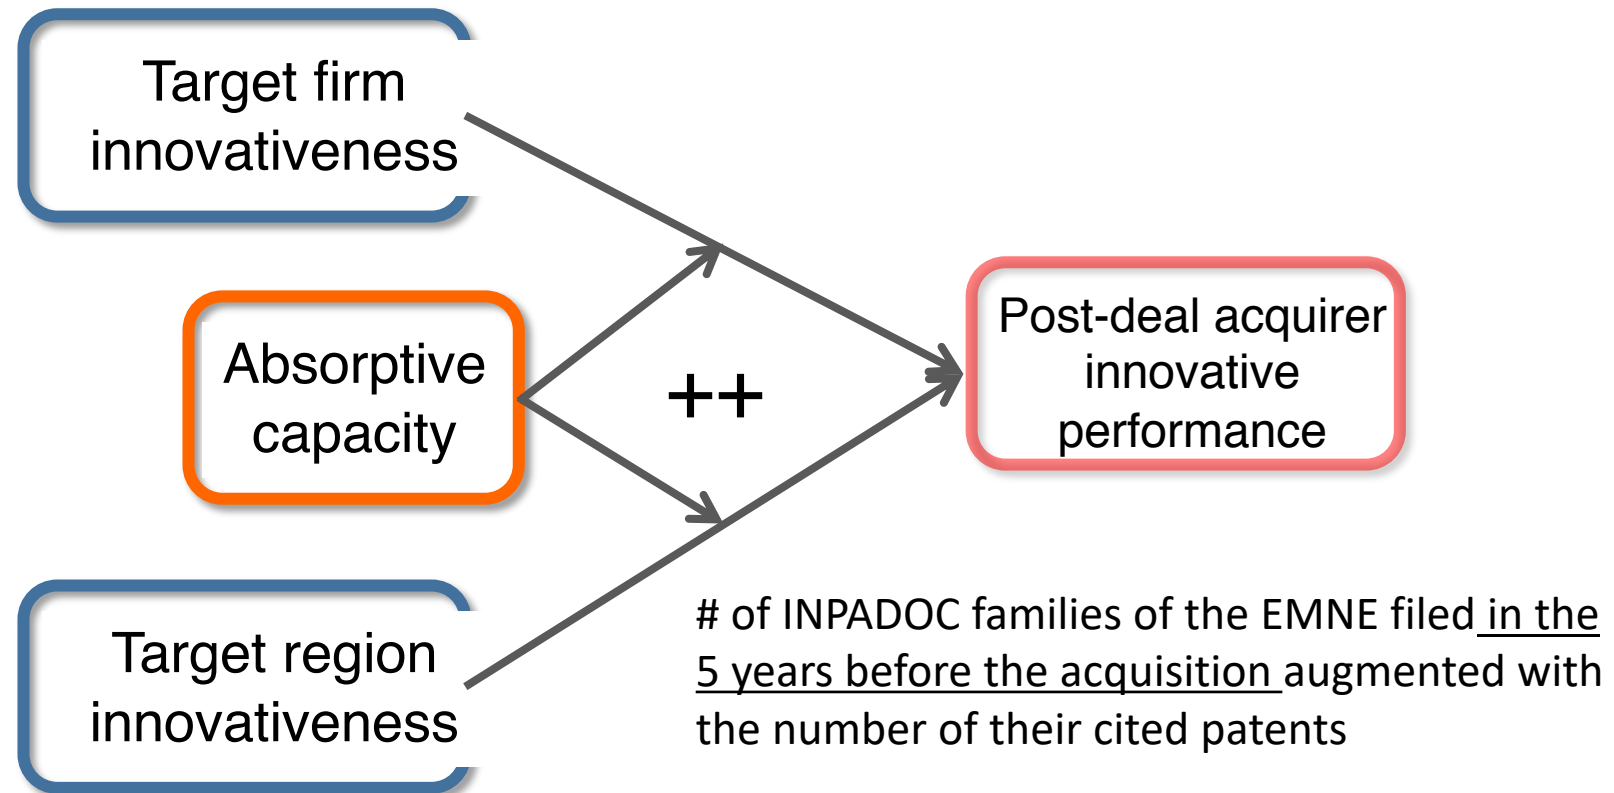 Target firm
innovativeness
Absorptive
capacity
++
Post-deal acquirer
innovative
performance
Target region
innovativeness
# of INPADOC families of the EMNE filed in the
5 years before the acquisition augmented with
the number of their cited patents